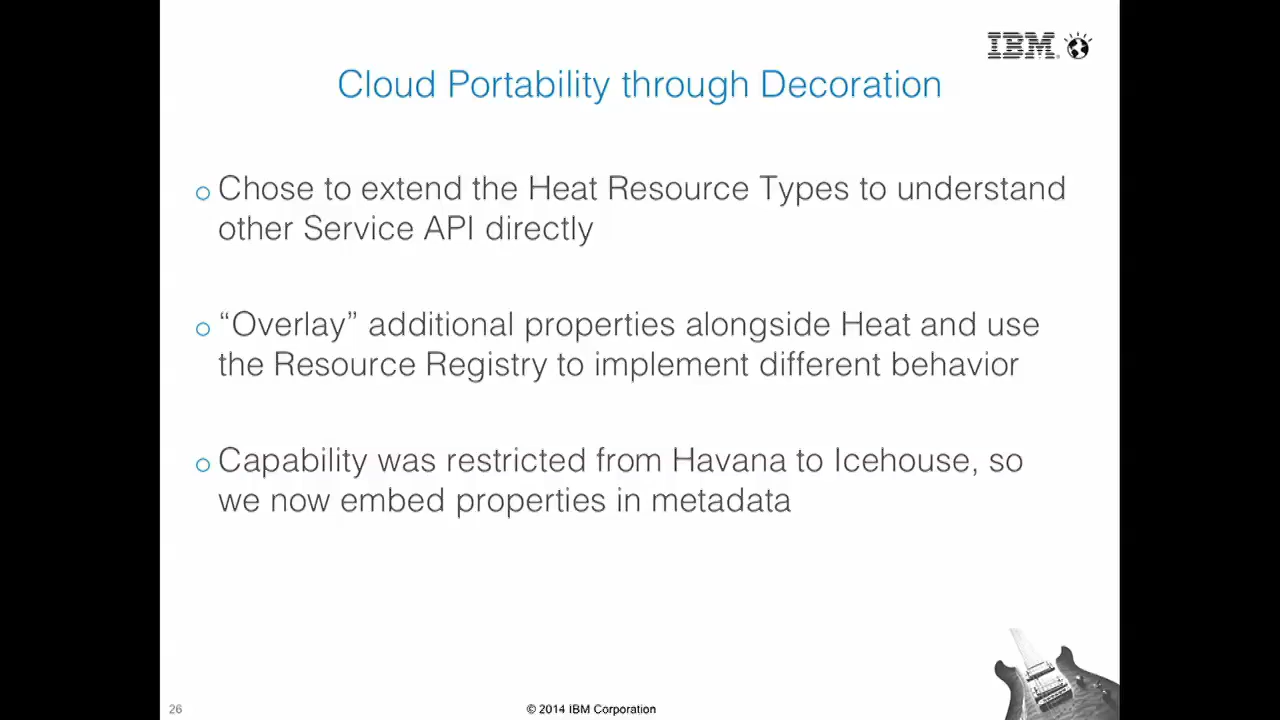 IBM
Cloud Portability through Decoration
Chose to extend the Heat Resource Types to understand
other Service API directly
“Overlay” additional properties alongside Heat and use
the Resource Registry to implement different behavior
Capability was restricted from Havana to Icehouse, so
we now embed properties in metadata
26
© 2014 IBM Corporation